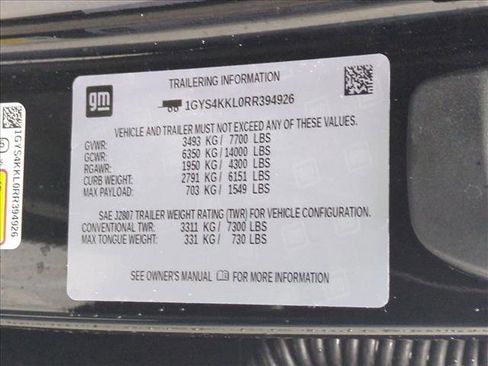 TRAILERING INFORMATION
gm
1GYS4KKL0RR394926
VEHICLE AND TRAILER MUST NOT EXCEED ANY OF THESE VALUES.
GVWR: 3493 KG / 7700 LBS
GCWR: 6350 KG / 14000 LBS
RGAWR: 1950 KG / 4300 LBS
CURB WEIGHT: 2791 KG / 6151 LBS
MAX PAYLOAD: 703 KG / 1549 LBS
SAE J2807 TRAILER WEIGHT RATING (TWR) FOR VEHICLE CONFIGURATION.
CONVENTIONAL TWR: 3311 KG / 7300 LBS
MAX TONGUE WEIGHT: 331 KG / 730 LBS
SEE OWNER'S MANUAL FOR MORE INFORMATION
1GYS4KKL0RR394926